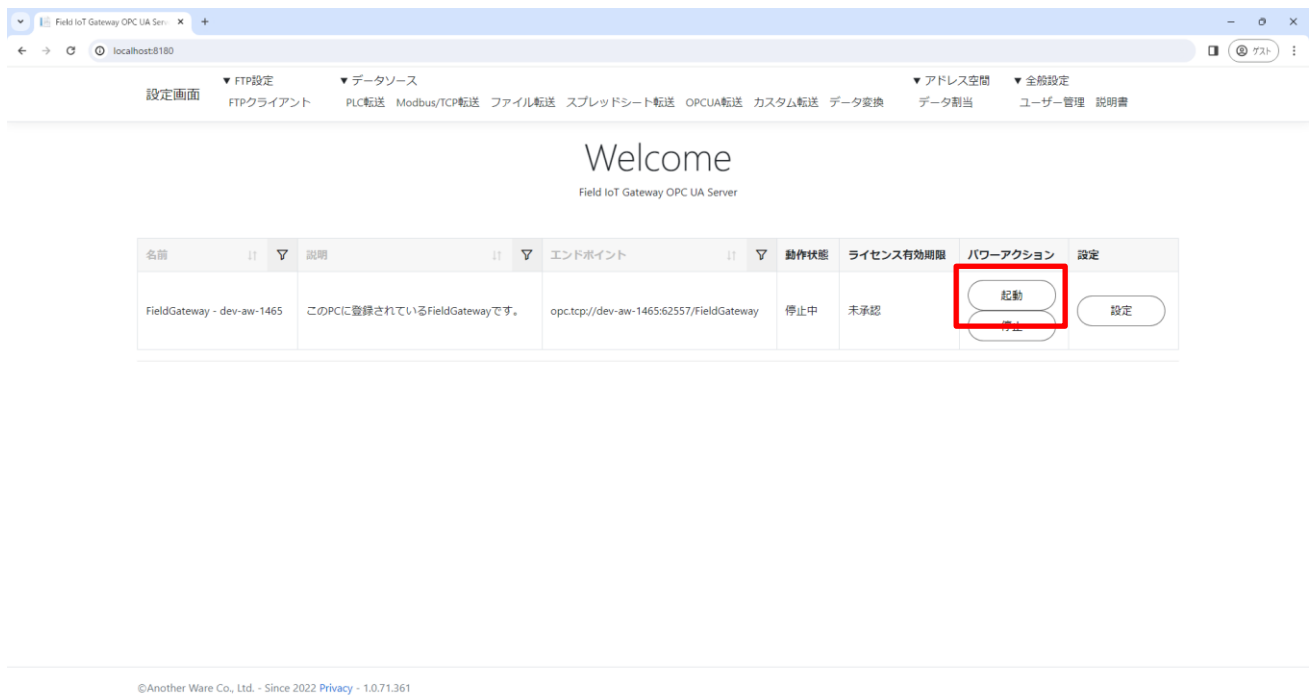 Field IoT Gateway OPC UA Serv
localhost:8180
ゲスト
設定画面
▼ FTP設定
▼ データソース
▼ アドレス空間
▼ 全般設定
FTPクライアント
PLC転送 Modbus/TCP転送 ファイル転送 スプレッドシート転送 OPCUA転送 カスタム転送 データ変換
データ割当
ユーザー管理 説明書
Welcome
Field IoT Gateway OPC UA Server
名前 説明 エンドポイント 動作状態 ライセンス有効期限 パワーアクション 設定
FieldGateway - dev-aw-1465 このPCに登録されているFieldGatewayです。 opc.tcp://dev-aw-1465:62557/FieldGateway 停止中 未承認
起動
停止
設定
©Another Ware Co., Ltd. - Since 2022 Privacy - 1.0.71.361